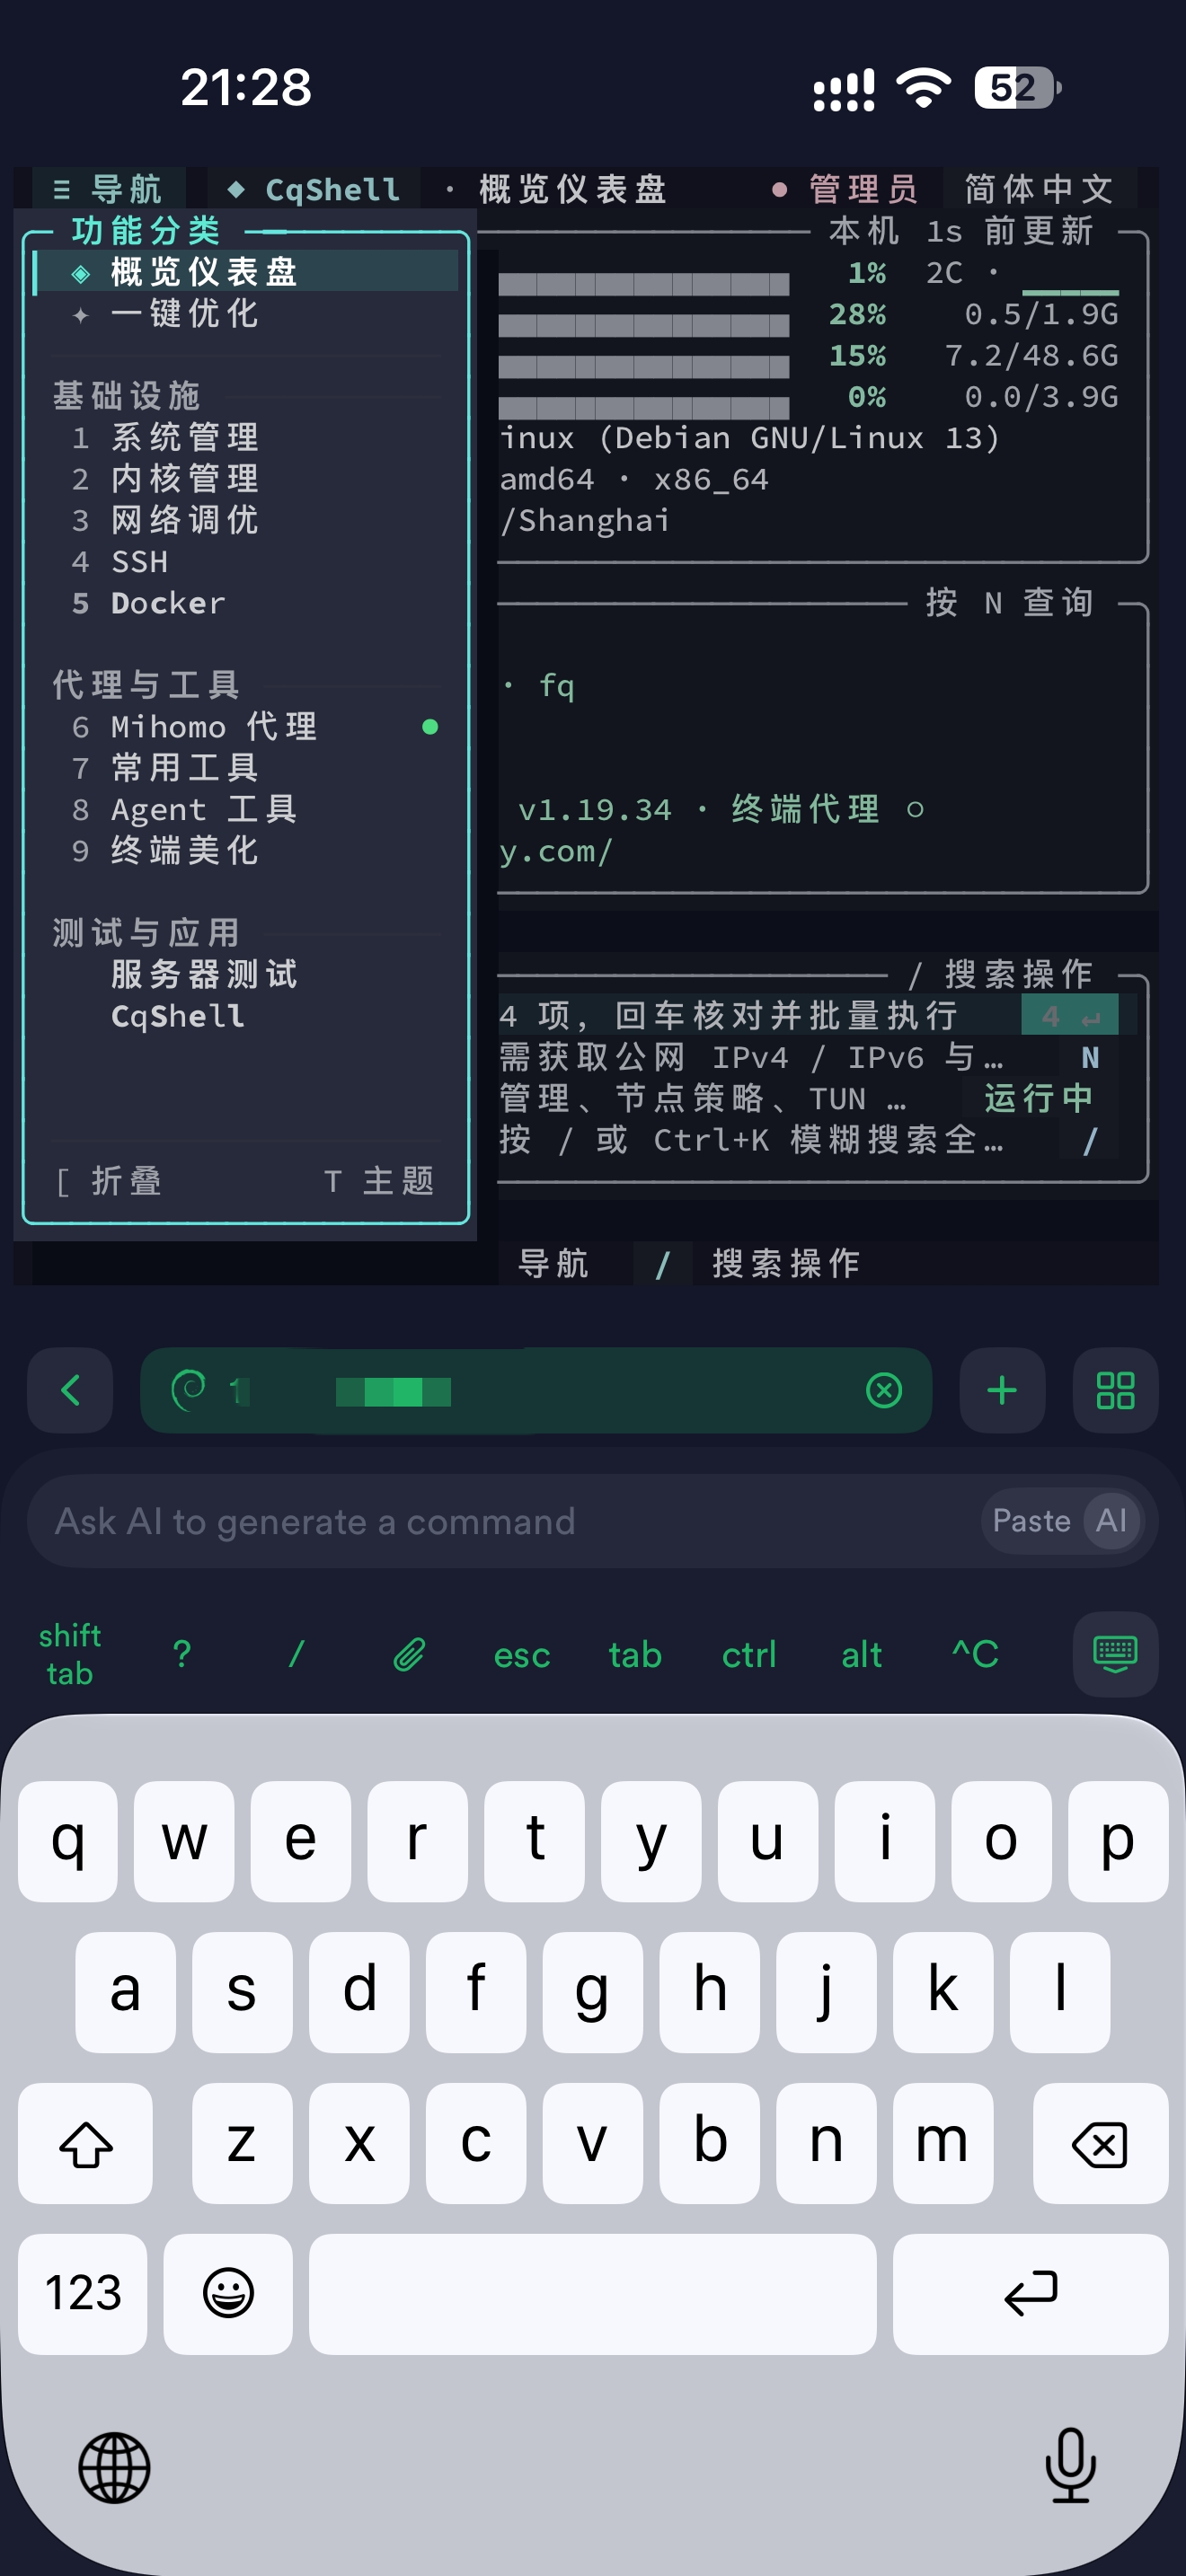 21:28
52
≡ 导航 ◆ CqShell · 概览仪表盘 ● 管理员 简体中文
功能分类 本机 1s 前更新
◈ 概览仪表盘 1% 2C ·
✦ 一键优化 28% 0.5/1.9G
15% 7.2/48.6G
基础设施 0% 0.0/3.9G
1 系统管理 inux (Debian GNU/Linux 13)
2 内核管理 amd64 · x86_64
3 网络调优 /Shanghai
4 SSH
5 Docker 按 N 查询
代理与工具 · fq
6 Mihomo 代理 ●
7 常用工具
8 Agent 工具 v1.19.34 · 终端代理 ○
9 终端美化 y.com/
测试与应用
服务器测试 / 搜索操作
CqShell 4 项, 回车核对并批量执行 4 ↵
需获取公网 IPv4 / IPv6 与… N
管理、节点策略、TUN … 运行中
按 / 或 Ctrl+K 模糊搜索全… /
[ 折叠 T 主题
导航 / 搜索操作
Ask AI to generate a command Paste AI
shift tab ? / esc tab ctrl alt ^C
q w e r t y u i o p
a s d f g h j k l
z x c v b n m
123